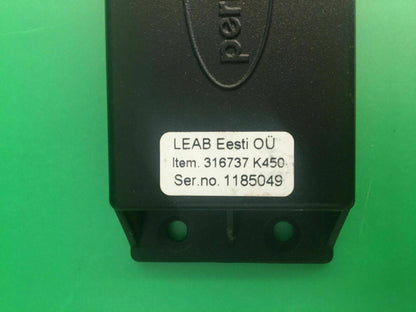 per
LEAB Eesti OÜ
Item. 316737 K450
Ser.no. 1185049